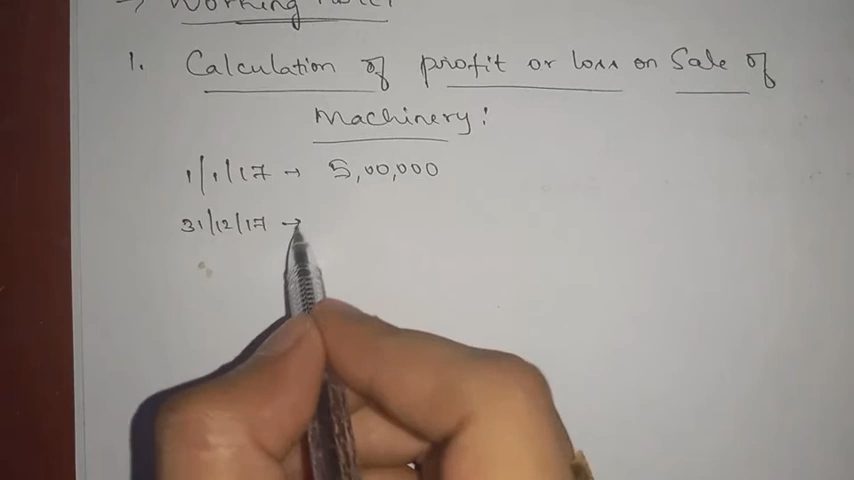 → Working
1. Calculation of profit or loss on Sale of
Machinery:
1/1/17 → 5,00,000
31/12/17 →